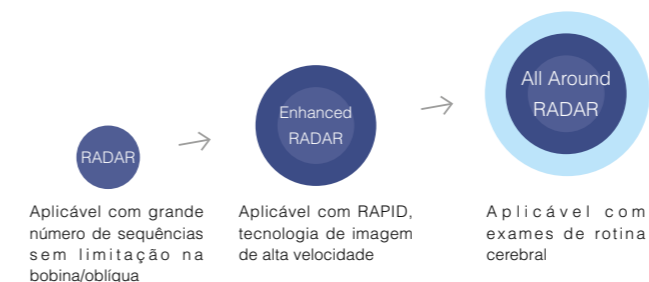 RADAR
Enhanced
RADAR
All Around
RADAR
Aplicável com grande
número de sequências
sem limitação na
bobina/oblíqua
Aplicável com RAPID,
tecnologia de imagem
de alta velocidade
Aplicável com
exames de rotina
cerebral